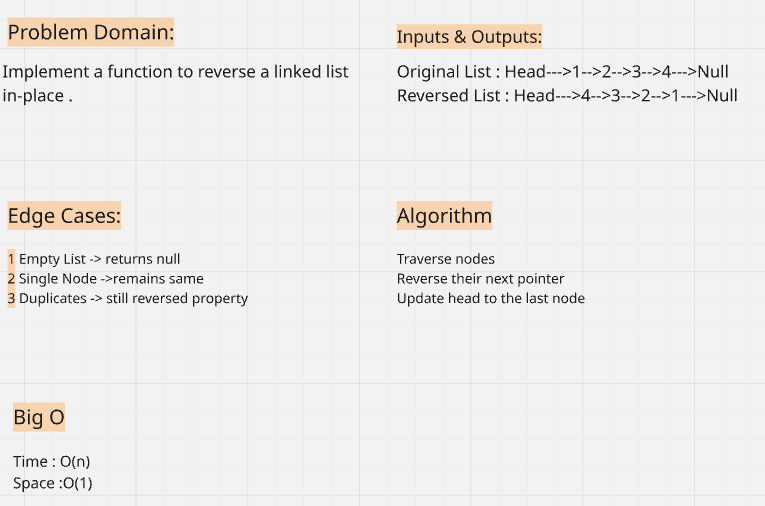 Problem Domain:
Implement a function to reverse a linked list
in-place .
Inputs & Outputs:
Original List : Head--->1-->2-->3-->4--->Null
Reversed List : Head--->4-->3-->2-->1--->Null
Edge Cases:
1 Empty List -> returns null
2 Single Node ->remains same
3 Duplicates -> still reversed property
Algorithm
Traverse nodes
Reverse their next pointer
Update head to the last node
Big O
Time : O(n)
Space :O(1)